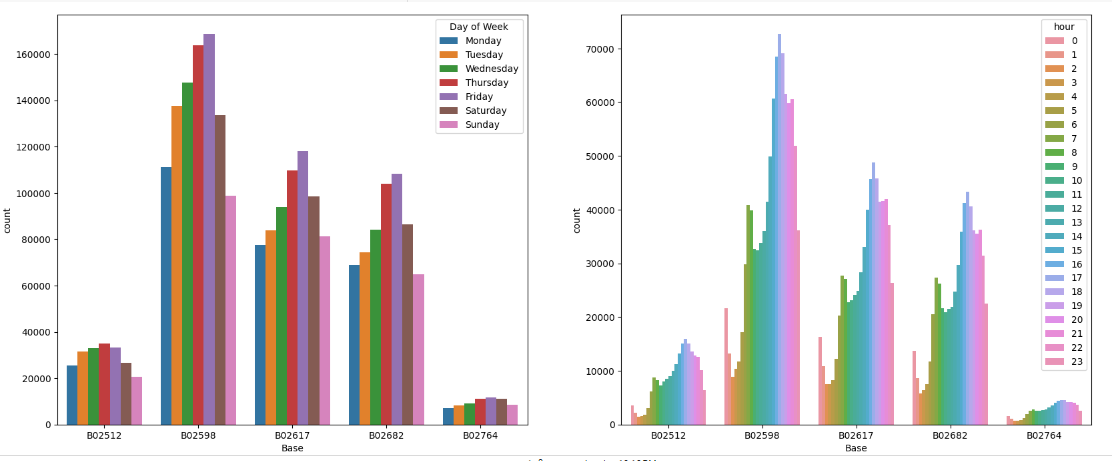 Day of Week
Monday
Tuesday
Wednesday
Thursday
Friday
Saturday
Sunday
160000
140000
120000
100000
80000
60000
40000
20000
0
count
B02512 B02598 B02617 B02682 B02764
Base
hour
0
1
2
3
4
5
6
7
8
9
10
11
12
13
14
15
16
17
18
19
20
21
22
23
70000
60000
50000
40000
30000
20000
10000
0
count
B02512 B02598 B02617 B02682 B02764
Base